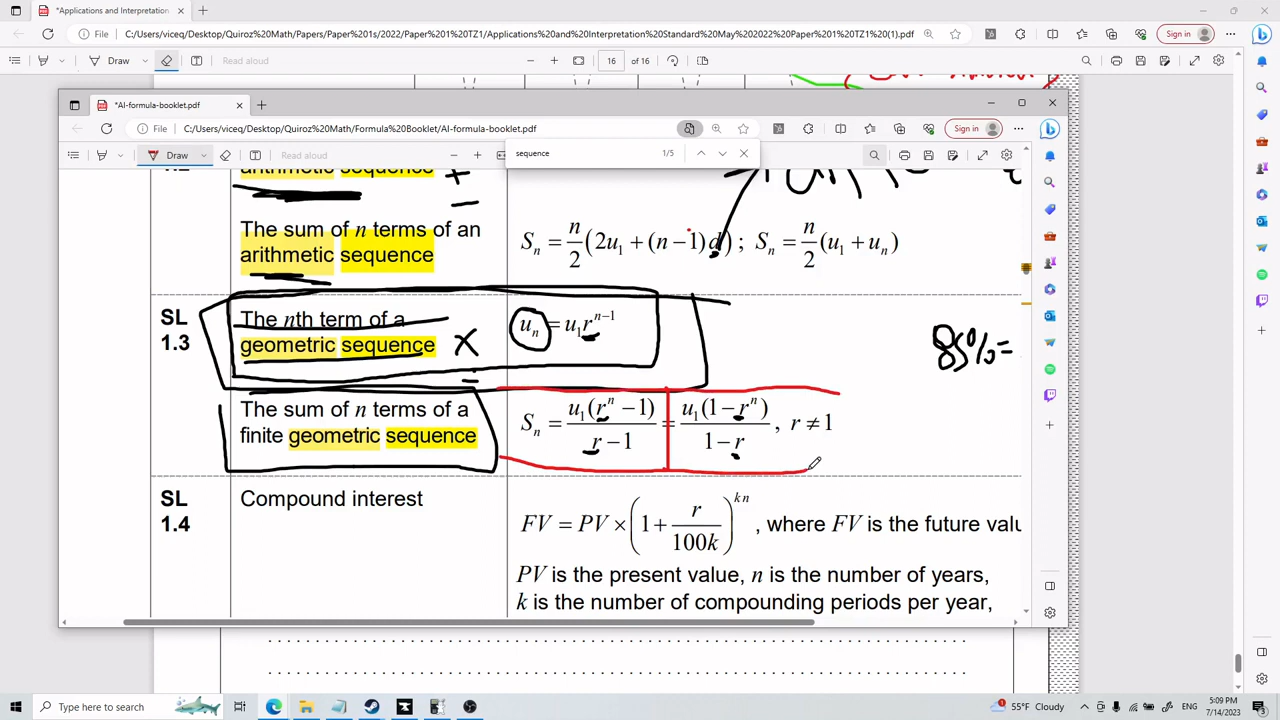 *Applications and Interpretation
File C:/Users/viceq/Desktop/Quiroz%20Math/Papers/Paper%201s/2022/Paper%201%20TZ1/Applications%20and%20Interpretation%20Standard%20May%202022%20Paper%201%20TZ1%20(1).pdf Sign in
Draw Read aloud 16 of 16
*AI-formula-booklet.pdf
File C:/Users/viceq/Desktop/Quiroz%20Math/Formula%20Booklet/AI-formula-booklet.pdf Sign in
sequence 1/5
Draw Read aloud
arithmetic sequence +
The sum of n terms of an
arithmetic sequence
S_n = n/2 (2u_1 + (n − 1)d) ; S_n = n/2 (u_1 + u_n)
SL
1.3
The nth term of a
geometric sequence ×
u_n = u_1r^{n−1}
85%=
The sum of n terms of a
finite geometric sequence
S_n = u_1(r^n − 1)/(r − 1) = u_1(1 − r^n)/(1 − r) , r ≠ 1
SL
1.4
Compound interest
FV = PV × (1 + r/100k)^{kn} , where FV is the future valu
PV is the present value, n is the number of years,
k is the number of compounding periods per year,
Type here to search
55°F Cloudy
5:09 PM
7/14/2023